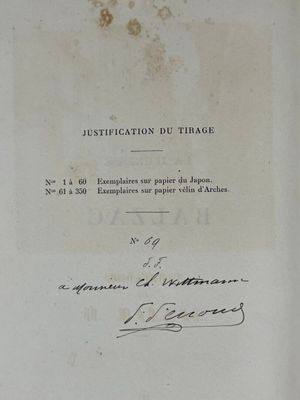 JUSTIFICATION DU TIRAGE
Nos 1 à 60 Exemplaires sur papier du Japon.
Nos 61 à 350 Exemplaires sur papier vélin d'Arches.
No 69
a Monsieur Ch. Wittmann
BALZAC